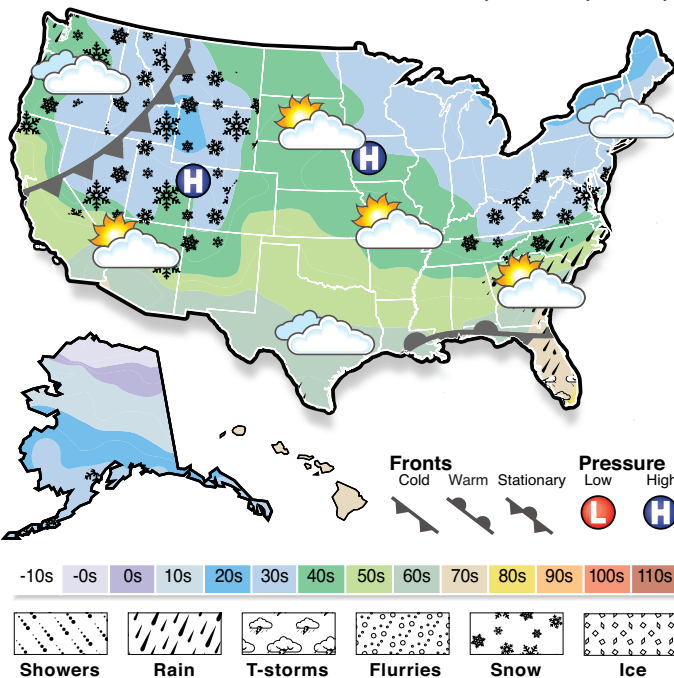 H
H
Fronts
Cold Warm Stationary
Pressure
Low High
L H
-10s -0s 0s 10s 20s 30s 40s 50s 60s 70s 80s 90s 100s 110s
Showers Rain T-storms Flurries Snow Ice